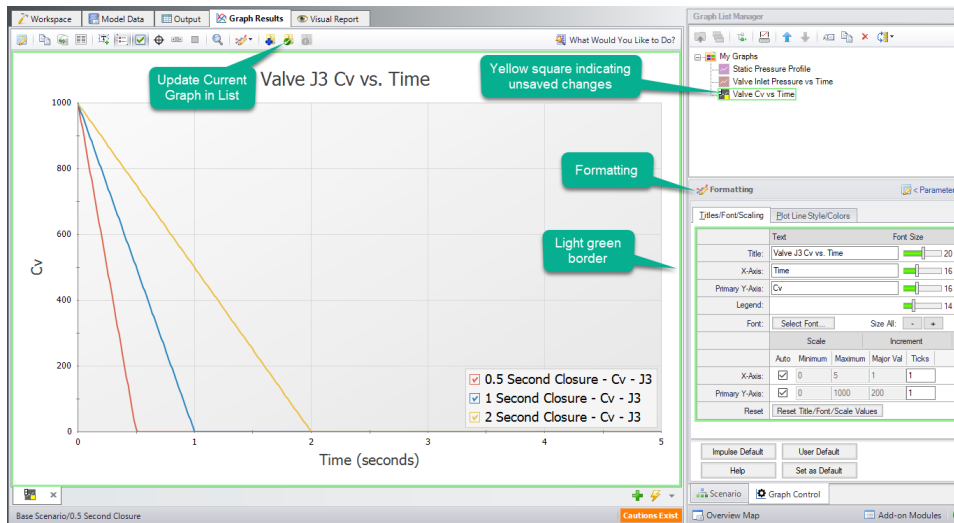 Workspace
Model Data
Output
Graph Results
Visual Report
What Would You Like to Do?
Update Current
Graph in List
Valve J3 Cv vs. Time
Yellow square indicating
unsaved changes
Formatting
Light green
border
1000
800
600
400
200
0
Cv
0
1
2
3
4
5
Time (seconds)
0.5 Second Closure - Cv - J3
1 Second Closure - Cv - J3
2 Second Closure - Cv - J3
Base Scenario/0.5 Second Closure
Cautions Exist
Graph List Manager
My Graphs
Static Pressure Profile
Valve Inlet Pressure vs Time
Valve Cv vs Time
Formatting
< Parameter
Titles/Font/Scaling
Plot Line Style/Colors
Text Font Size
Title: Valve J3 Cv vs. Time 20
X-Axis: Time 16
Primary Y-Axis: Cv 16
Legend: 14
Font: Select Font... Size All: - +
Scale Increment
Auto Minimum Maximum Major Val Ticks
X-Axis: 0 5 1 1
Primary Y-Axis: 0 1000 200 1
Reset Reset Title/Font/Scale Values
Impulse Default User Default
Help Set as Default
Scenario Graph Control
Overview Map Add-on Modules